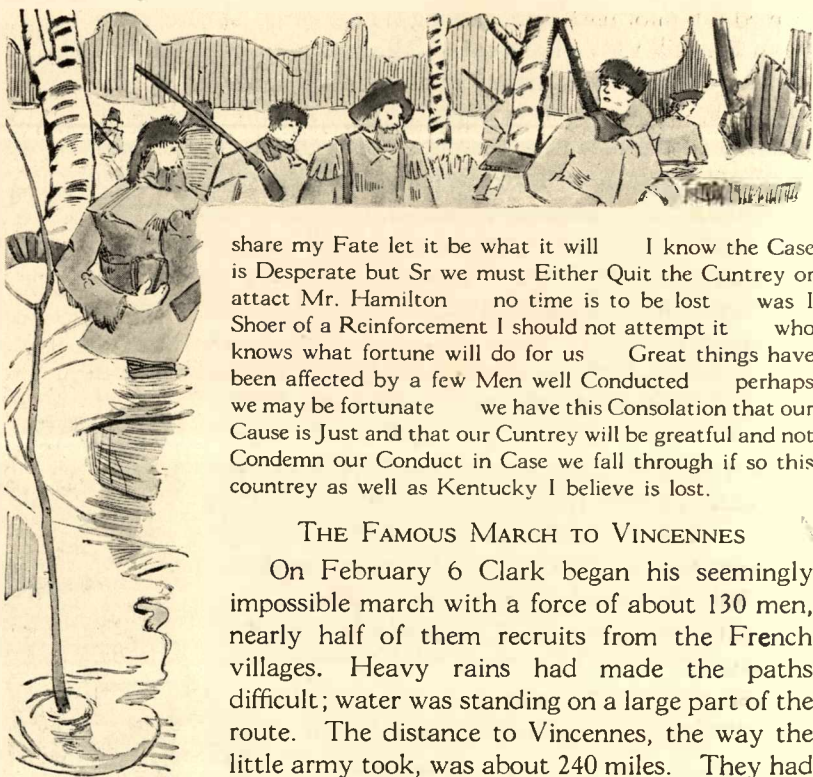 share my Fate let it be what it will I know the Case
is Desperate but Sr we must Either Quit the Cuntrey or
attact Mr. Hamilton no time is to be lost was I
Shoer of a Reinforcement I should not attempt it who
knows what fortune will do for us Great things have
been affected by a few Men well Conducted perhaps
we may be fortunate we have this Consolation that our
Cause is Just and that our Cuntrey will be greatful and not
Condemn our Conduct in Case we fall through if so this
countrey as well as Kentucky I believe is lost.
THE FAMOUS MARCH TO VINCENNES
On February 6 Clark began his seemingly
impossible march with a force of about 130 men,
nearly half of them recruits from the French
villages. Heavy rains had made the paths
difficult; water was standing on a large part of the
route. The distance to Vincennes, the way the
little army took, was about 240 miles. They had